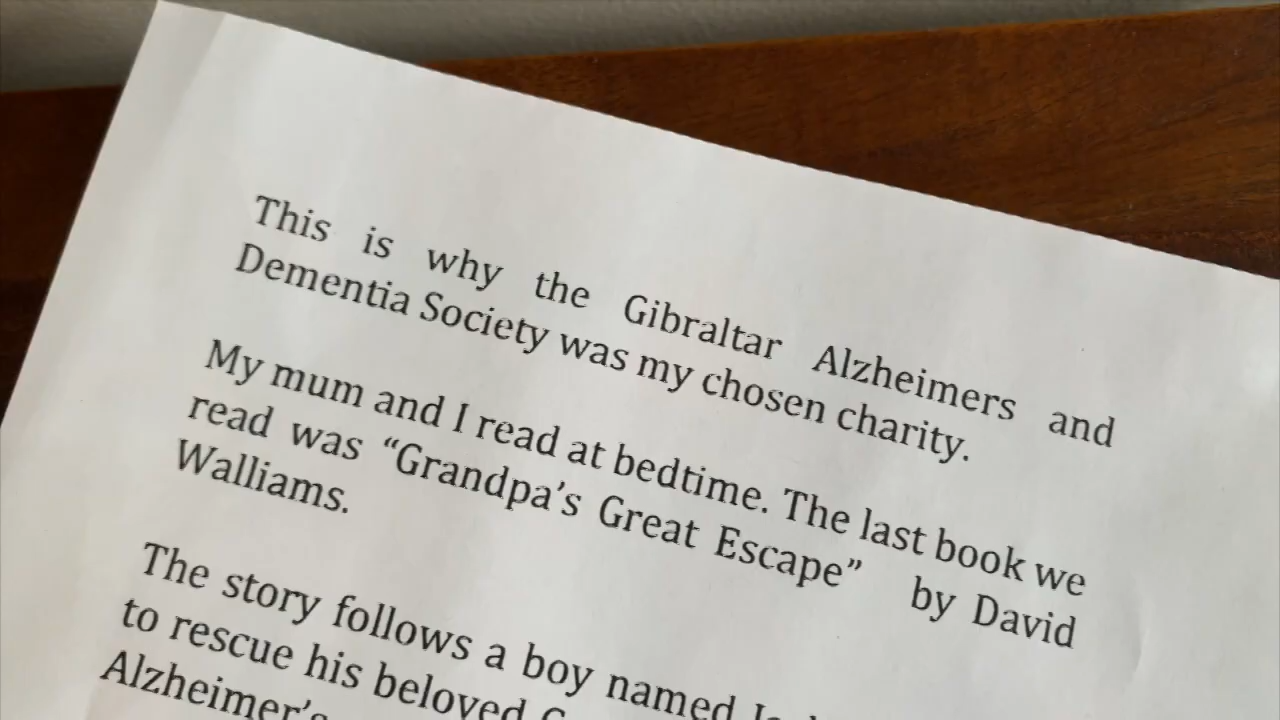 This is why the Gibraltar Alzheimers and
Dementia Society was my chosen charity.
My mum and I read at bedtime. The last book we
read was “Grandpa’s Great Escape” by David
Walliams.
The story follows a boy named
to rescue his beloved
Alzheimer’s